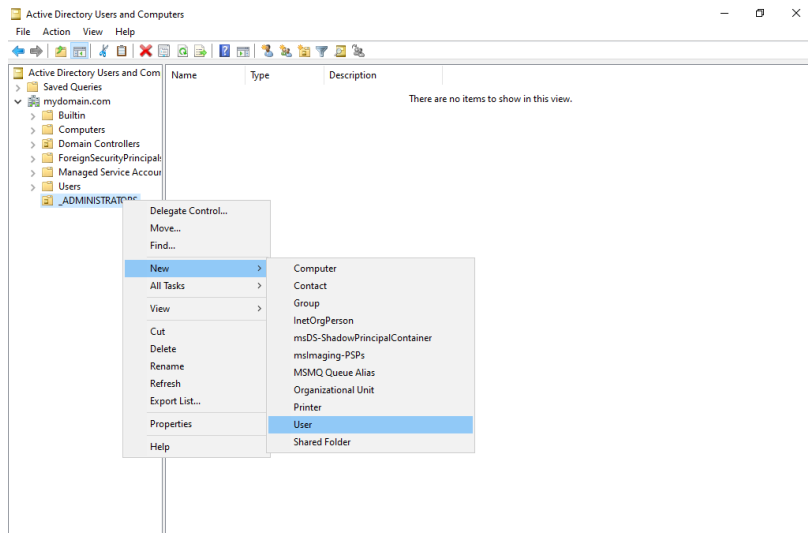 Active Directory Users and Computers
File Action View Help
Active Directory Users and Com
Name Type Description
Saved Queries
There are no items to show in this view.
mydomain.com
Builtin
Computers
Domain Controllers
ForeignSecurityPrincipals
Managed Service Accour
Users
_ADMINISTRATORS
Delegate Control...
Move...
Find...
New
All Tasks
View
Cut
Delete
Rename
Refresh
Export List...
Properties
Help
Computer
Contact
Group
InetOrgPerson
msDS-ShadowPrincipalContainer
msImaging-PSPs
MSMQ Queue Alias
Organizational Unit
Printer
User
Shared Folder